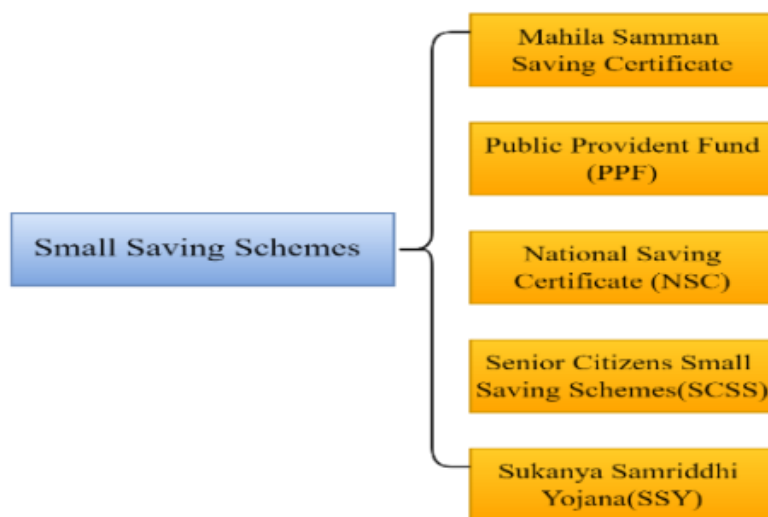 Small Saving Schemes
Mahila Samman
Saving Certificate
Public Provident Fund
(PPF)
National Saving
Certificate (NSC)
Senior Citizens Small
Saving Schemes(SCSS)
Sukanya Samriddhi
Yojana(SSY)